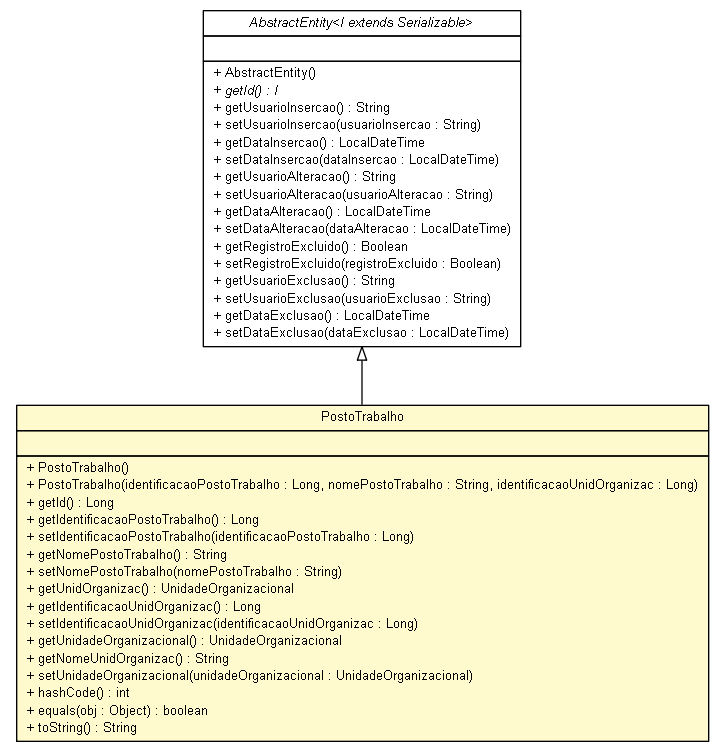 AbstractEntity<I extends Serializable>
+ AbstractEntity()
+ getId() : I
+ getUsuarioInsercao() : String
+ setUsuarioInsercao(usuarioInsercao : String)
+ getDataInsercao() : LocalDateTime
+ setDataInsercao(dataInsercao : LocalDateTime)
+ getUsuarioAlteracao() : String
+ setUsuarioAlteracao(usuarioAlteracao : String)
+ getDataAlteracao() : LocalDateTime
+ setDataAlteracao(dataAlteracao : LocalDateTime)
+ getRegistroExcluido() : Boolean
+ setRegistroExcluido(registroExcluido : Boolean)
+ getUsuarioExclusao() : String
+ setUsuarioExclusao(usuarioExclusao : String)
+ getDataExclusao() : LocalDateTime
+ setDataExclusao(dataExclusao : LocalDateTime)
PostoTrabalho
+ PostoTrabalho()
+ PostoTrabalho(identificacaoPostoTrabalho : Long, nomePostoTrabalho : String, identificacaoUnidOrganizac : Long)
+ getId() : Long
+ getIdentificacaoPostoTrabalho() : Long
+ setIdentificacaoPostoTrabalho(identificacaoPostoTrabalho : Long)
+ getNomePostoTrabalho() : String
+ setNomePostoTrabalho(nomePostoTrabalho : String)
+ getUnidOrganizac() : UnidadeOrganizacional
+ getIdentificacaoUnidOrganizac() : Long
+ setIdentificacaoUnidOrganizac(identificacaoUnidOrganizac : Long)
+ getUnidadeOrganizacional() : UnidadeOrganizacional
+ getNomeUnidOrganizac() : String
+ setUnidadeOrganizacional(unidadeOrganizacional : UnidadeOrganizacional)
+ hashCode() : int
+ equals(obj : Object) : boolean
+ toString() : String